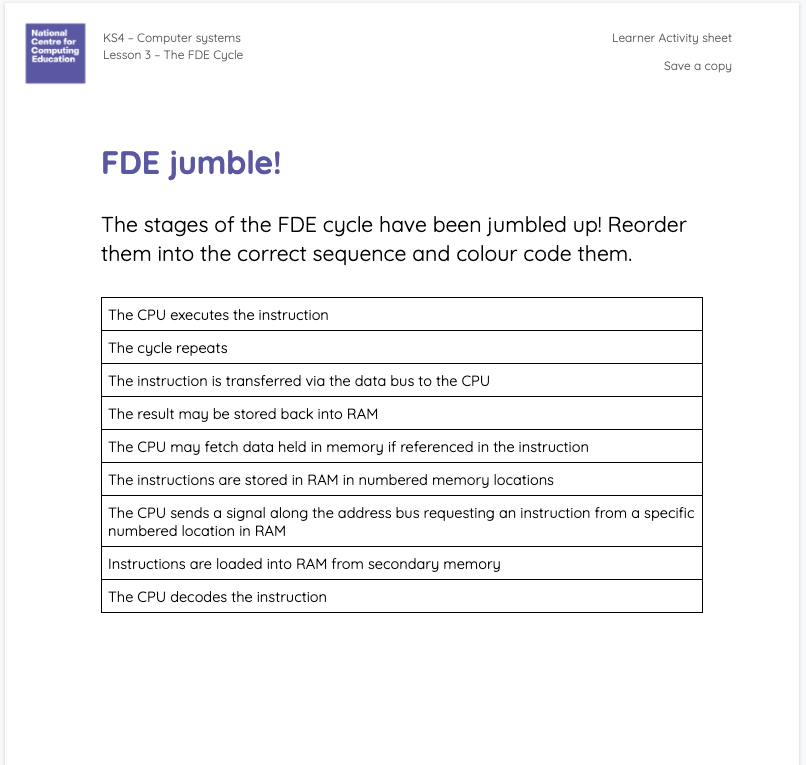 National
Centre for
Computing
Education
KS4 – Computer systems
Lesson 3 – The FDE Cycle
Learner Activity sheet
Save a copy
FDE jumble!
The stages of the FDE cycle have been jumbled up! Reorder
them into the correct sequence and colour code them.
The CPU executes the instruction
The cycle repeats
The instruction is transferred via the data bus to the CPU
The result may be stored back into RAM
The CPU may fetch data held in memory if referenced in the instruction
The instructions are stored in RAM in numbered memory locations
The CPU sends a signal along the address bus requesting an instruction from a specific
numbered location in RAM
Instructions are loaded into RAM from secondary memory
The CPU decodes the instruction